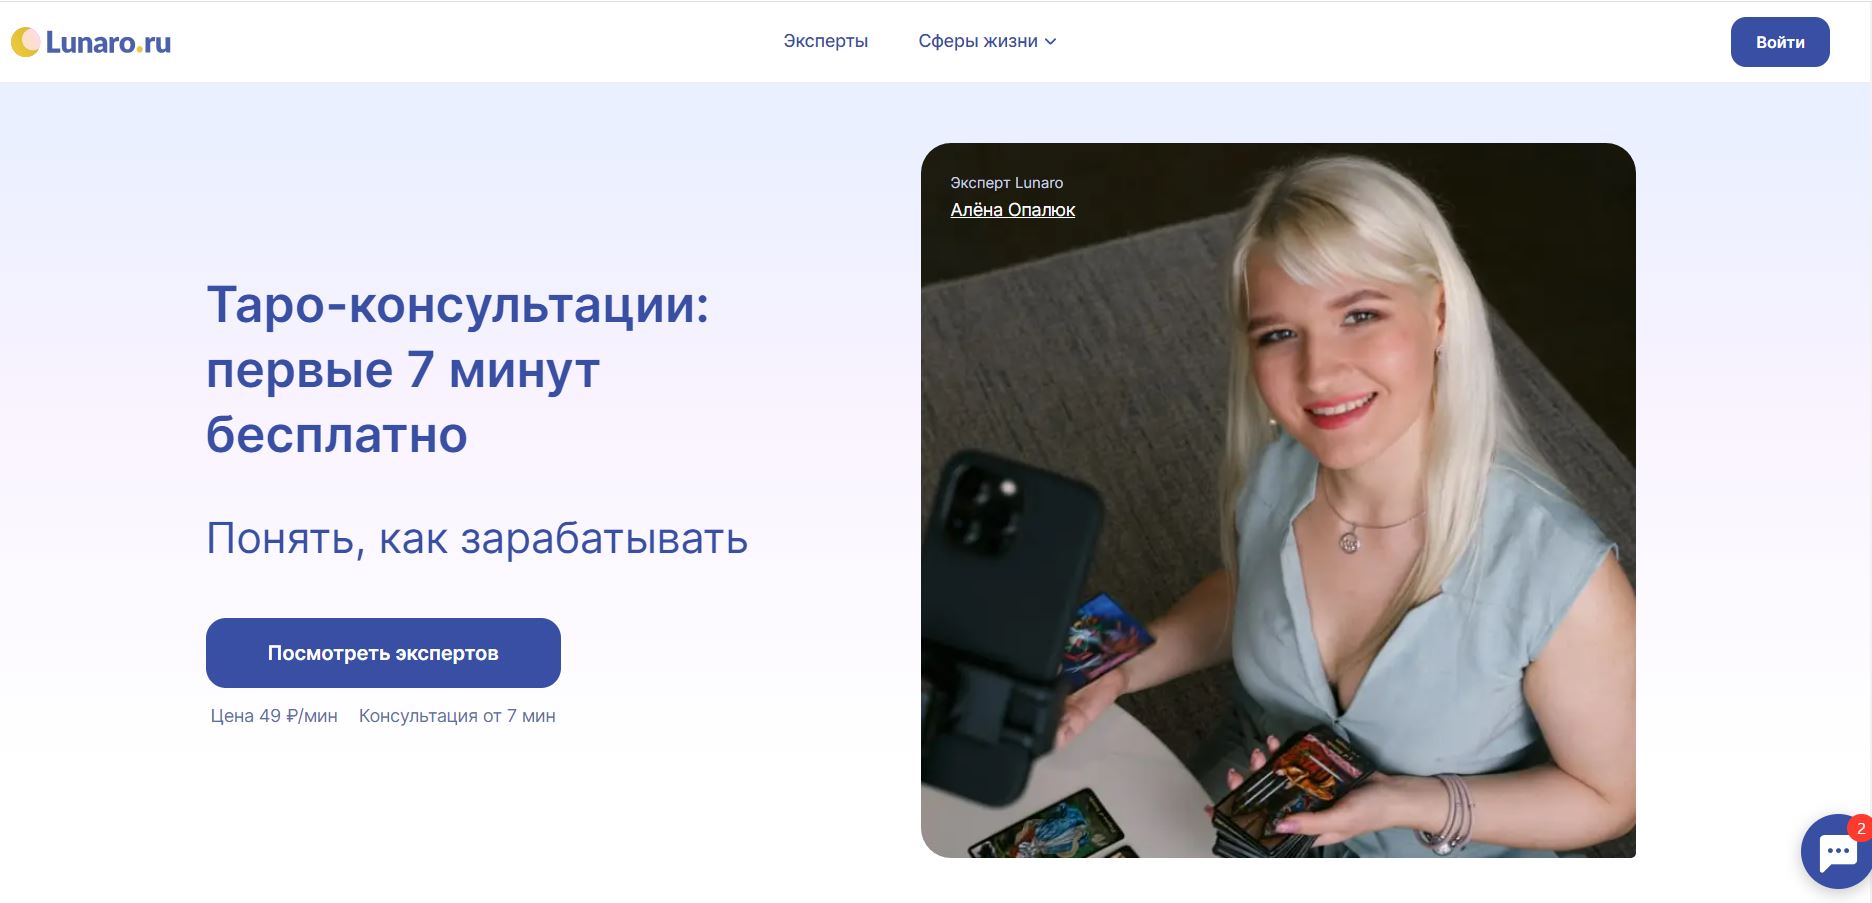 Lunaro.ru
Эксперты
Сферы жизни
Войти
Таро-консультации:
первые 7 минут
бесплатно
Понять, как зарабатывать
Посмотреть экспертов
Цена 49 ₽/мин Консультация от 7 мин
Эксперт Lunaro
Алёна Опалюк
2